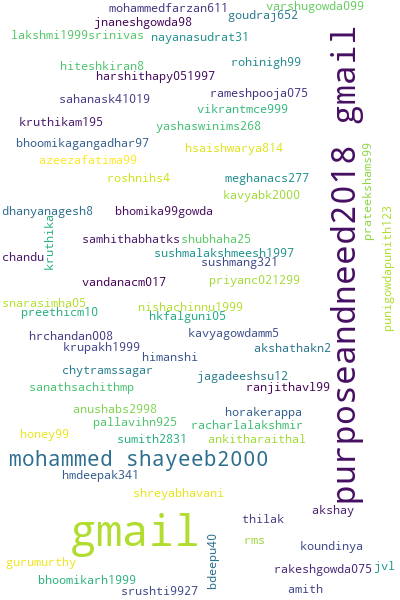 mohammedfarzan611
varshugowda099
goudraj652
jnaneshgowda98
lakshmi1999srinivas
nayanasudrat31
hiteshkiran8
rohinigh99
harshithapy051997
sahanask41019
rameshpooja075
vikrantmce999
kruthikam195
yashaswinims268
bhoomikagangadhar97
hsaishwarya814
azeezafatima99
roshnihs4
meghanacs277
kavyabk2000
dhanyanagesh8
bhomika99gowda
kruthika
samhithabhatks
shubhaha25
chandu
sushmalakshmeesh1997
sushmang321
vandanacm017
priyanc021299
snarasimha05
preethicm10
nishachinnu1999
hkfalguni05
hrchandan008
kavyagowdamm5
krupakh1999
akshathakn2
himanshi
chytramssagar
jagadeeshsu12
sanathsachithmp
ranjithavl99
anushabs2998
horakerappa
pallavihn925
racharlalakshmir
honey99
sumith2831
ankitharaithal
mohammed shayeeb2000
hmdeepak341
shreyabhavani
purposeandneed2018 gmail
prateekshams99
punigowdapunith123
gmail
akshay
thilak
rms
koundinya
gurumurthy
bdeepu40
rakeshgowda075
jvl
bhoomikarh1999
srushti9927
amith